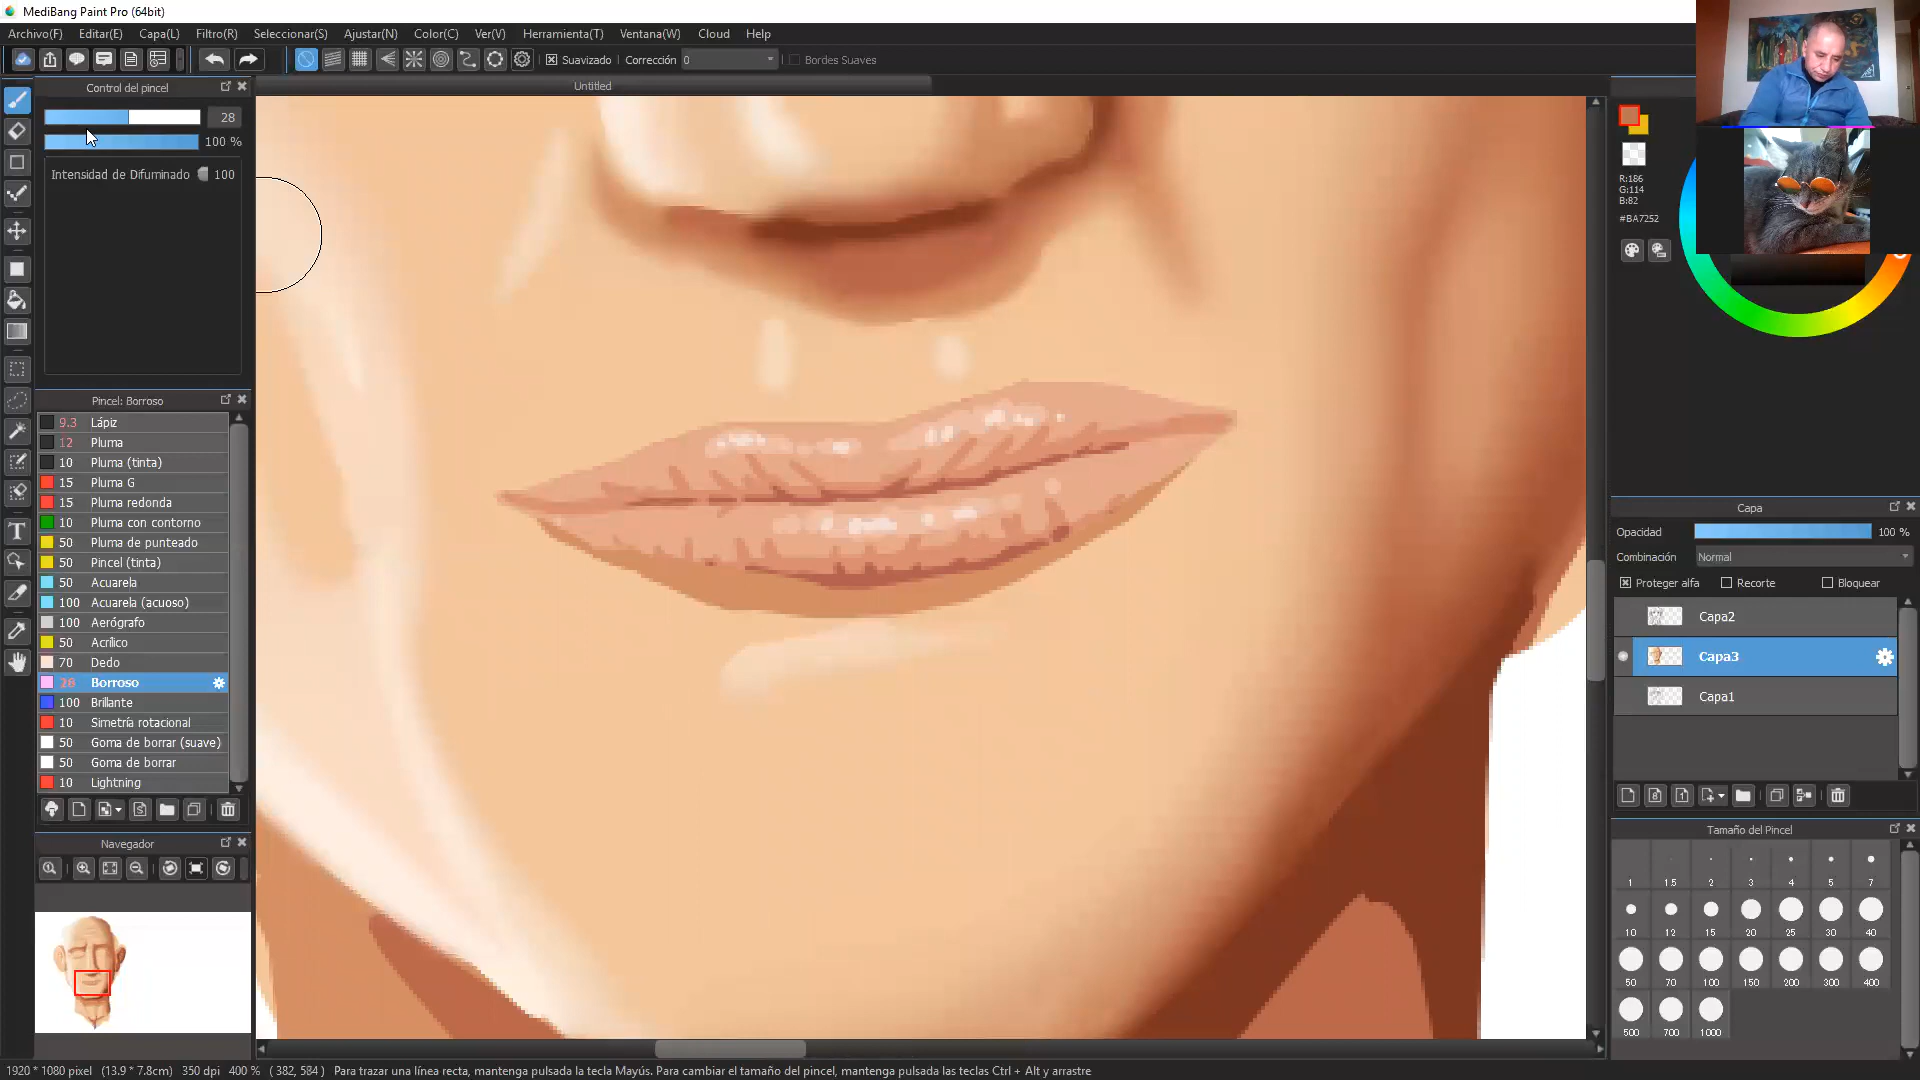 MediBang Paint Pro (64bit)
Archivo(F) Editar(E) Capa(L) Filtro(R) Seleccionar(S) Ajustar(N) Color(C) Ver(V) Herramienta(T) Ventana(W) Cloud Help
Suavizado Corrección 0 Bordes Suaves
Control del pincel
28
100 %
Intensidad de Difuminado 100
Untitled
Pincel: Borroso
9.3 Lápiz
12 Pluma
10 Pluma (tinta)
15 Pluma G
15 Pluma redonda
10 Pluma con contorno
50 Pluma de punteado
50 Pincel (tinta)
50 Acuarela
100 Acuarela (acuoso)
100 Aerógrafo
50 Acrílico
70 Dedo
28 Borroso
100 Brillante
10 Simetría rotacional
50 Goma de borrar (suave)
50 Goma de borrar
10 Lightning
Navegador
R:186
G:114
B:82
#BA7252
Capa
Opacidad 100 %
Combinación Normal
Proteger alfa Recorte Bloquear
Capa2
Capa3
Capa1
Tamaño del Pincel
1 1.5 2 3 4 5 7
10 12 15 20 25 30 40
50 70 100 150 200 300 400
500 700 1000
1920 * 1080 pixel (13.9 * 7.8cm) 350 dpi 400 % ( 382, 584 ) Para trazar una línea recta, mantenga pulsada la tecla Mayús. Para cambiar el tamaño del pincel, mantenga pulsada las teclas Ctrl + Alt y arrastre